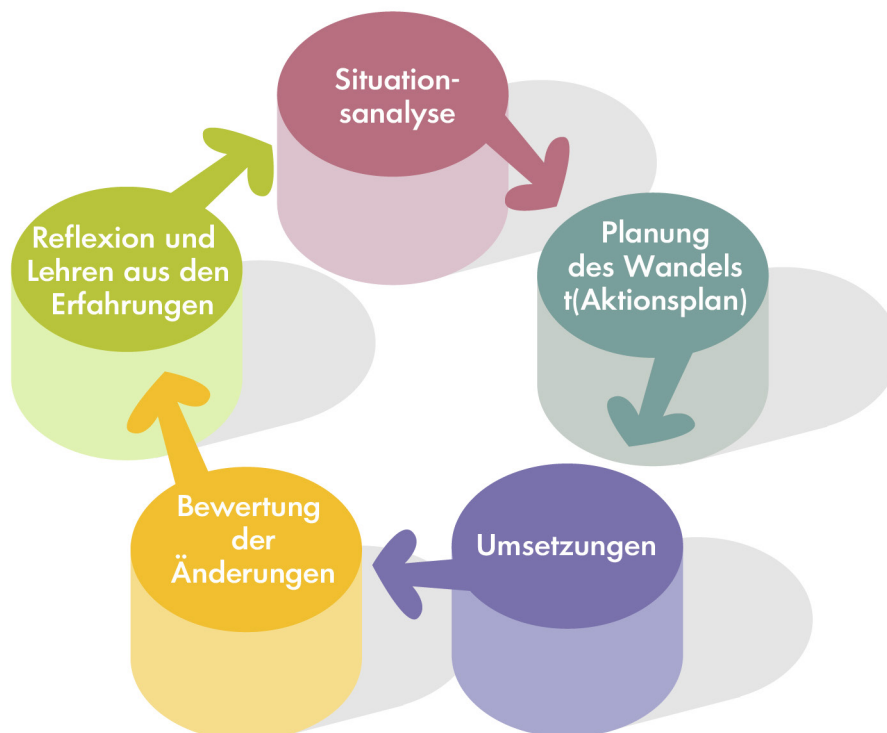 Situation-
sanalyse
Planung
des Wandels
t(Aktionsplan)
Umsetzungen
Bewertung
der
Änderungen
Reflexion und
Lehren aus den
Erfahrungen